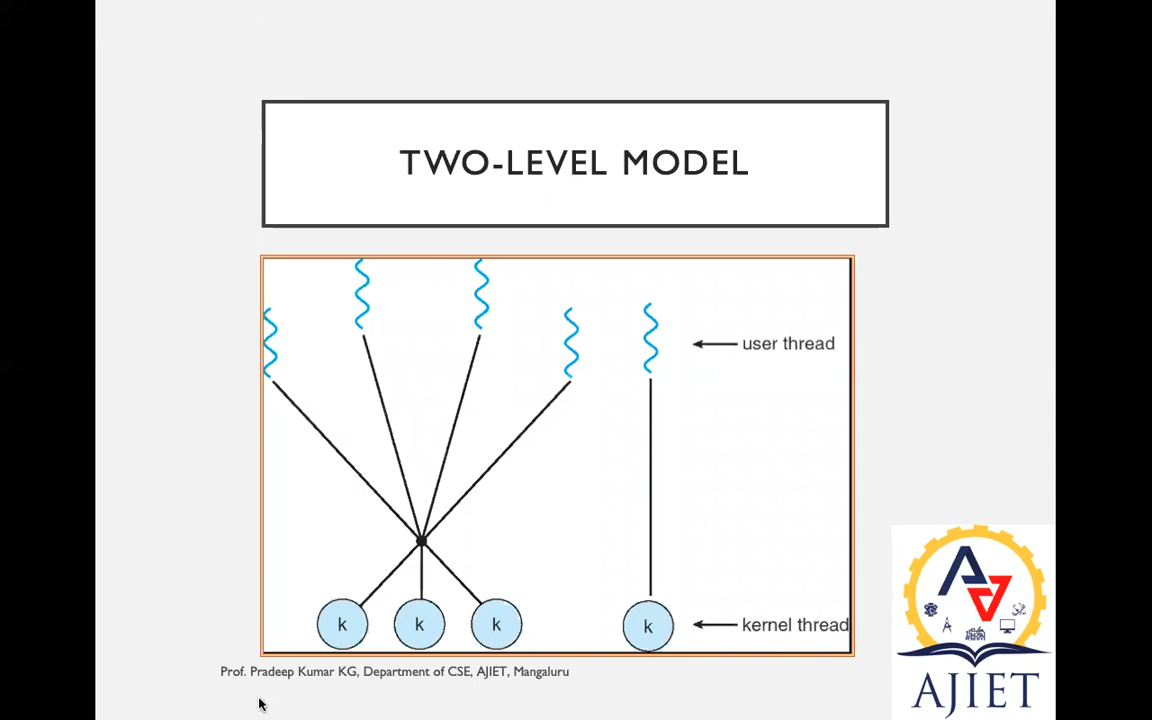 TWO-LEVEL MODEL
user thread
k k k k
kernel thread
Prof. Pradeep Kumar KG, Department of CSE, AJIET, Mangaluru
AJIET